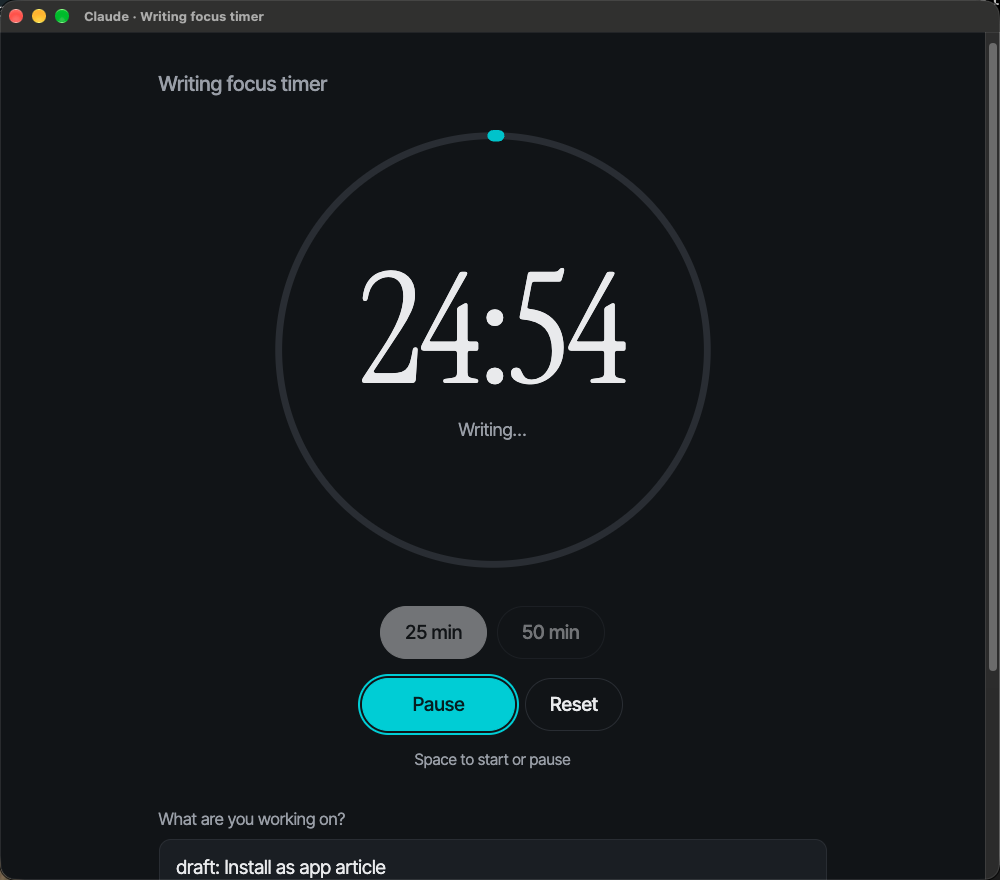 Claude · Writing focus timer
Writing focus timer
24:54
Writing...
25 min
50 min
Pause
Reset
Space to start or pause
What are you working on?
draft: Install as app article